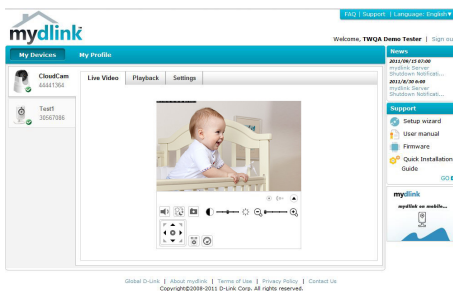 FAQ | Support | Language: English▼
mydlink
Welcome, TWQA Demo Tester | Sign ou
My Devices
My Profile
CloudCam
44441364
Test1
30567086
Live Video
Playback
Settings
News
2011/09/15 07:00
mydlink Server
Shutdown Notificati...
2011/8/30 6:00
mydlink Server
Shutdown Notificati...
Support
Setup wizard
User manual
Firmware
Quick Installation
Guide
GO
mydlink
mydlink on mobile...
Global D-Link | About mydlink | Terms of Use | Privacy Policy | Contact Us
Copyright©2008-2011 D-Link Corp. All rights reserved.